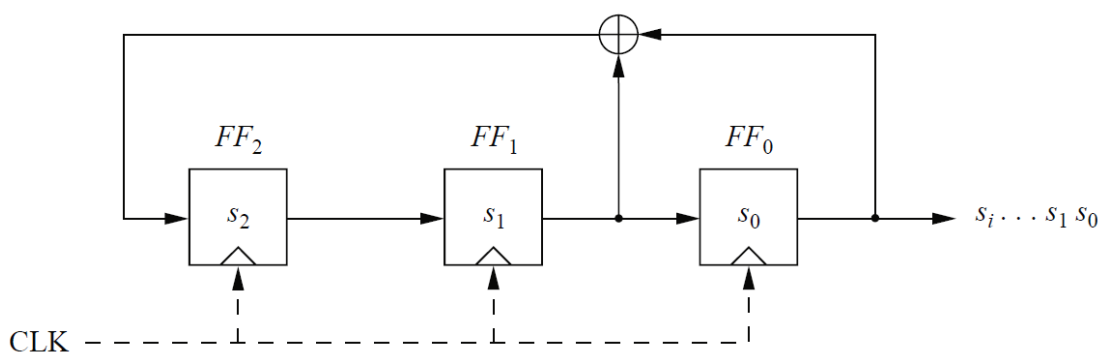 FF₂ FF₁ FF₀
s₂ s₁ s₀ sᵢ . . . s₁ s₀
CLK